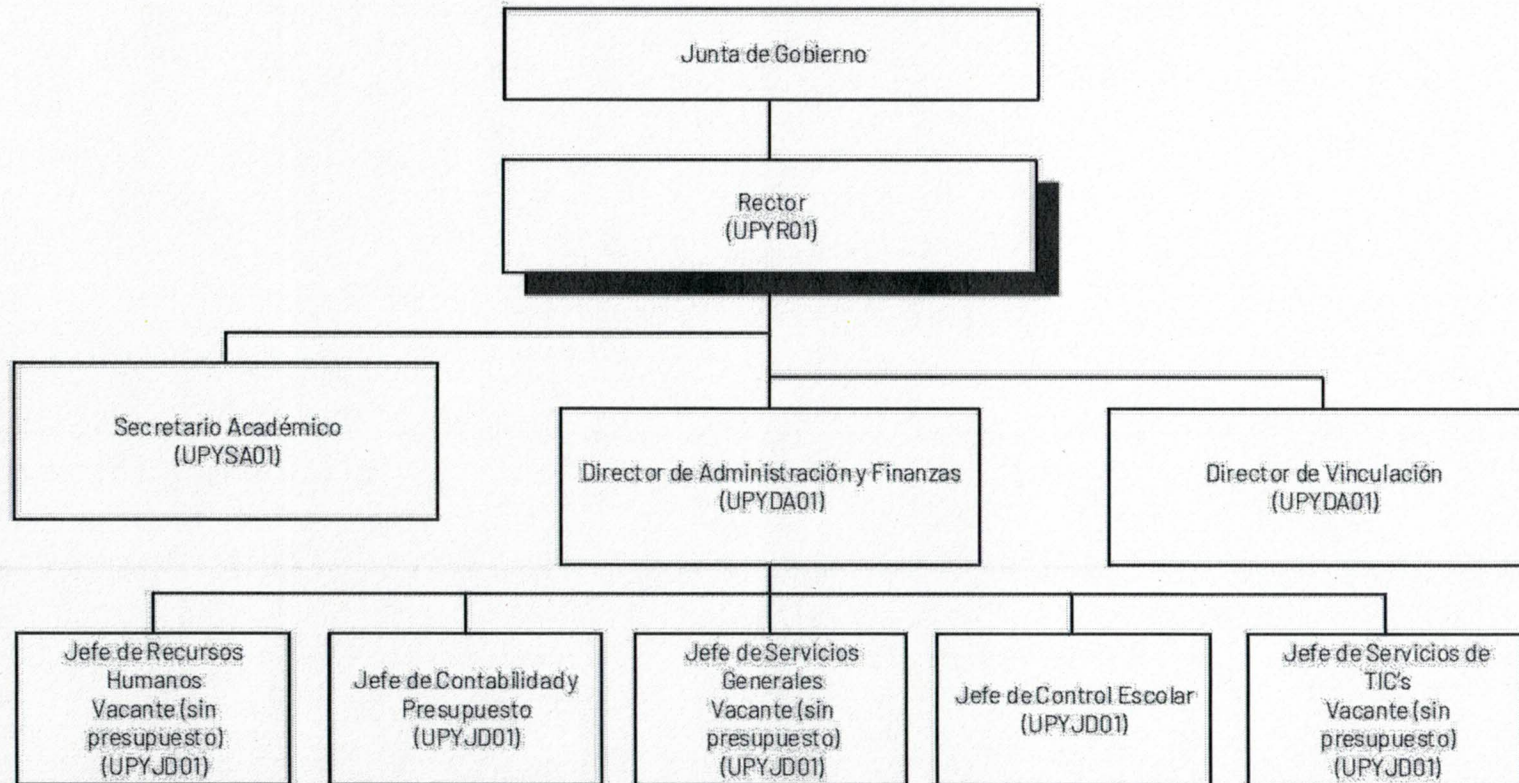 Junta de Gobierno
Rector
(UPYR01)
Secretario Académico
(UPYSA01)
Director de Administración y Finanzas
(UPYDA01)
Director de Vinculación
(UPYDA01)
Jefe de Recursos
Humanos
Vacante (sin
presupuesto)
(UPYJD01)
Jefe de Contabilidad y
Presupuesto
(UPYJD01)
Jefe de Servicios
Generales
Vacante (sin
presupuesto)
(UPYJD01)
Jefe de Control Escolar
(UPYJD01)
Jefe de Servicios de
TIC's
Vacante (sin
presupuesto)
(UPYJD01)